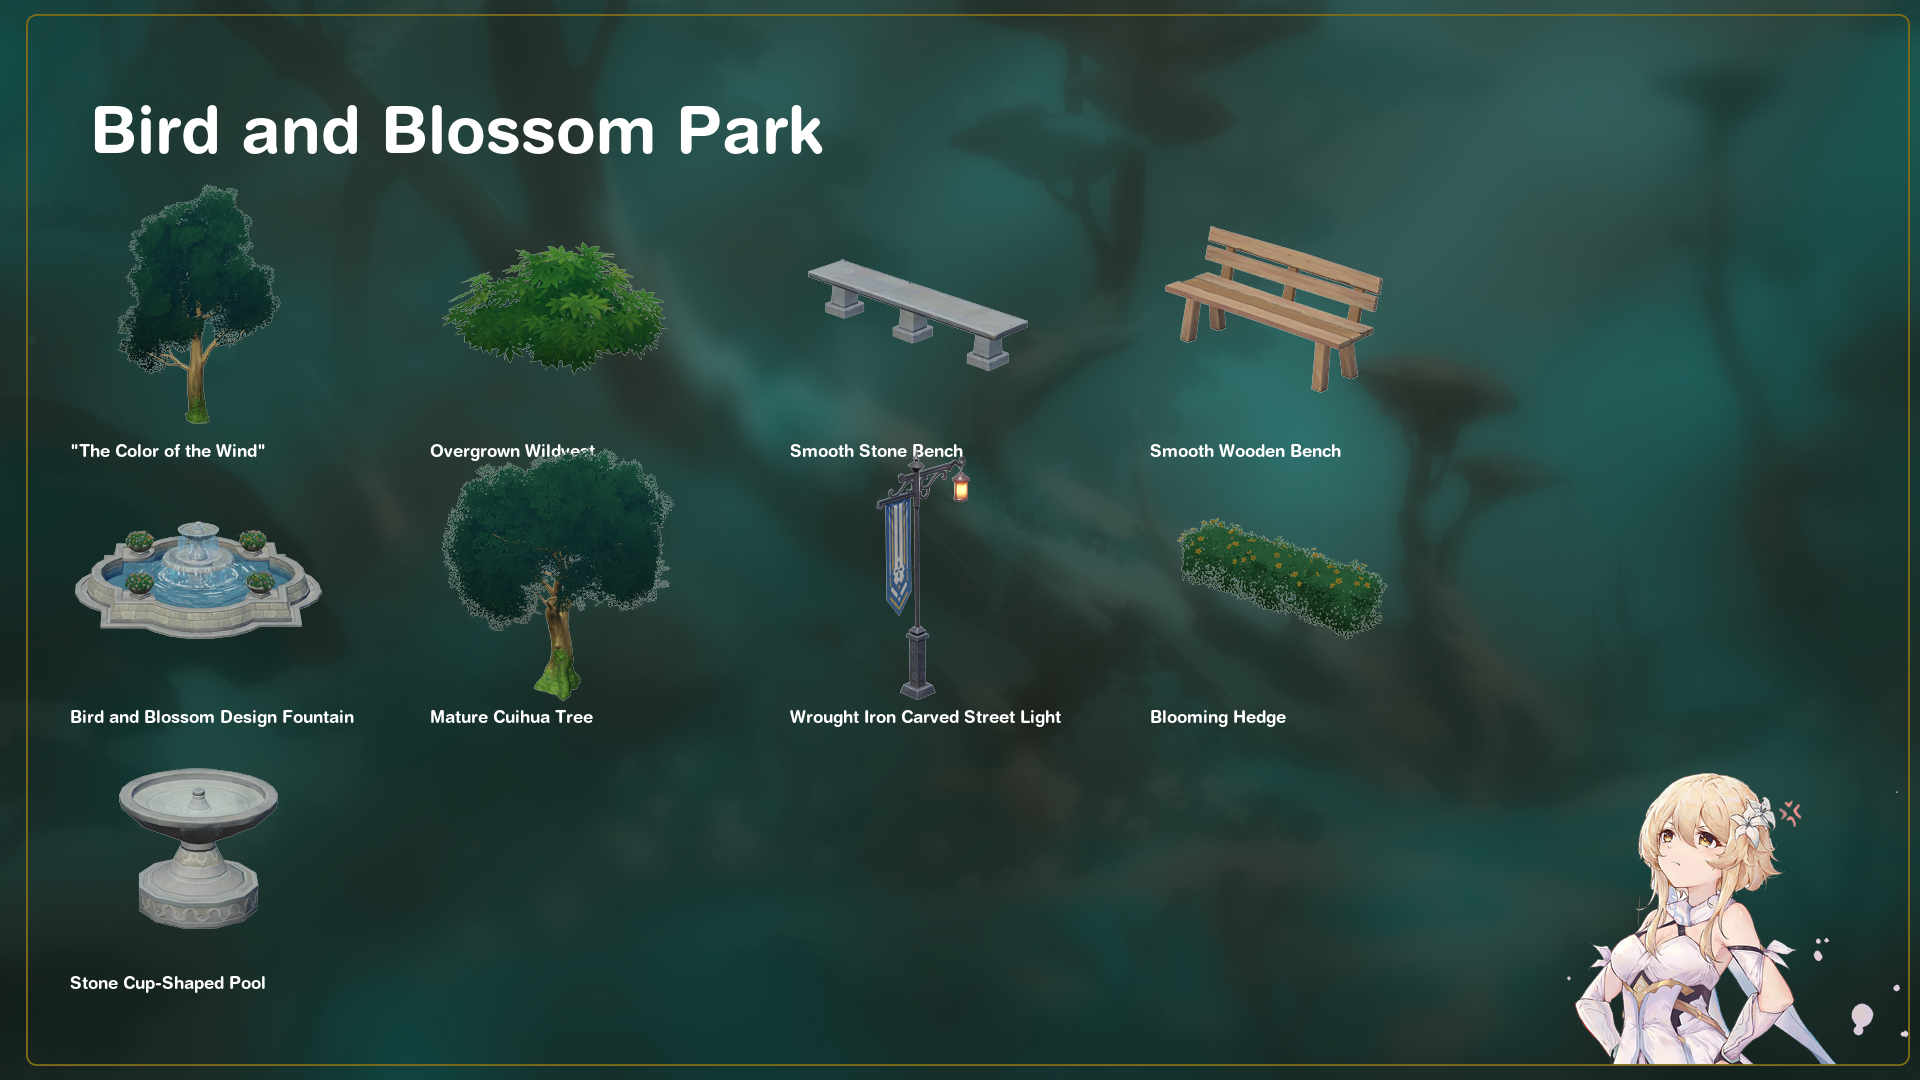 Bird and Blossom Park
"The Color of the Wind"
Overgrown Wildvest
Smooth Stone Bench
Smooth Wooden Bench
Bird and Blossom Design Fountain
Mature Cuihua Tree
Wrought Iron Carved Street Light
Blooming Hedge
Stone Cup-Shaped Pool